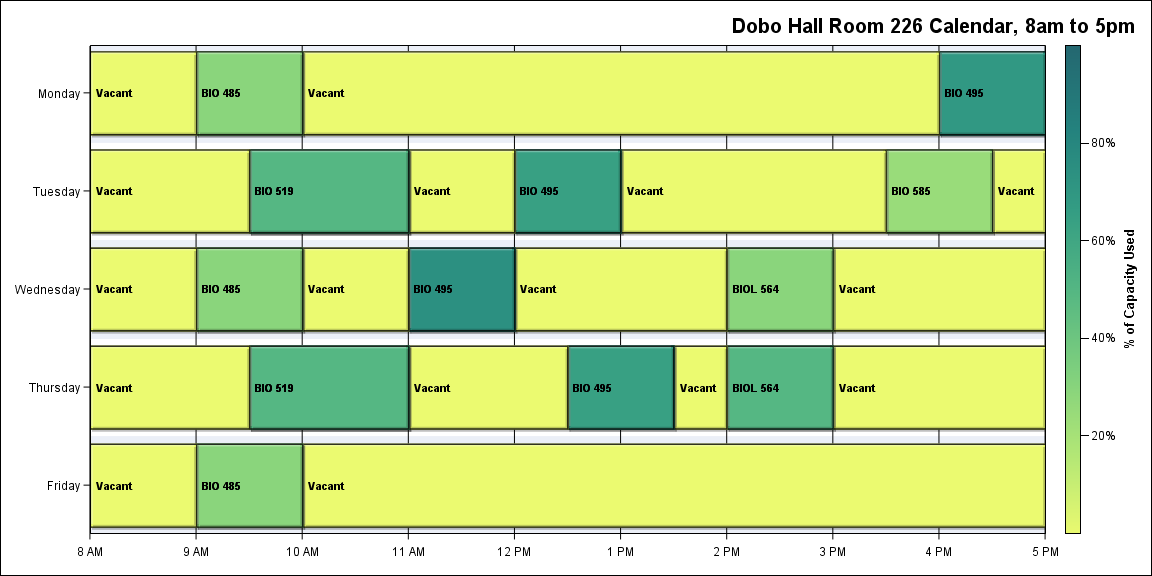 Dobo Hall Room 226 Calendar, 8am to 5pm
Monday Vacant BIO 485 Vacant BIO 495
80%
Tuesday Vacant BIO 519 Vacant BIO 495 Vacant BIO 585 Vacant
60%
% of Capacity Used
Wednesday Vacant BIO 485 Vacant BIO 495 Vacant BIOL 564 Vacant
40%
Thursday Vacant BIO 519 Vacant BIO 495 Vacant BIOL 564 Vacant
20%
Friday Vacant BIO 485 Vacant
8 AM 9 AM 10 AM 11 AM 12 PM 1 PM 2 PM 3 PM 4 PM 5 PM